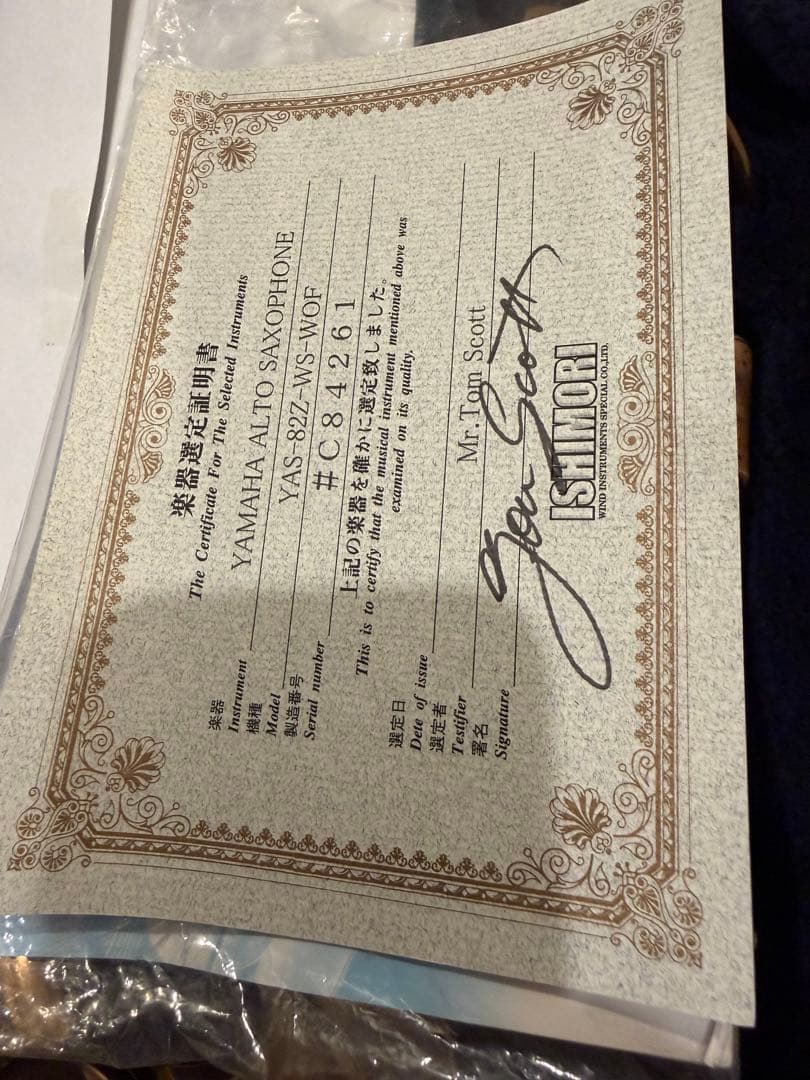 楽器選定証明書
The Certificate For The Selected Instruments
楽器
Instrument YAMAHA ALTO SAXOPHONE
機種
Model YAS-82Z-WS-WOF
製造番号
Serial number #C84261
上記の楽器を確かに選定致しました。
This is to certify that the musical instrument mentioned above was
examined on its quality.
選定日
Dete of issue
選定者
Testifier Mr.Tom Scott
署名
Signature Tom Scott
ISHIMORI
WIND INSTRUMENTS SPECIAL CO.,LTD.